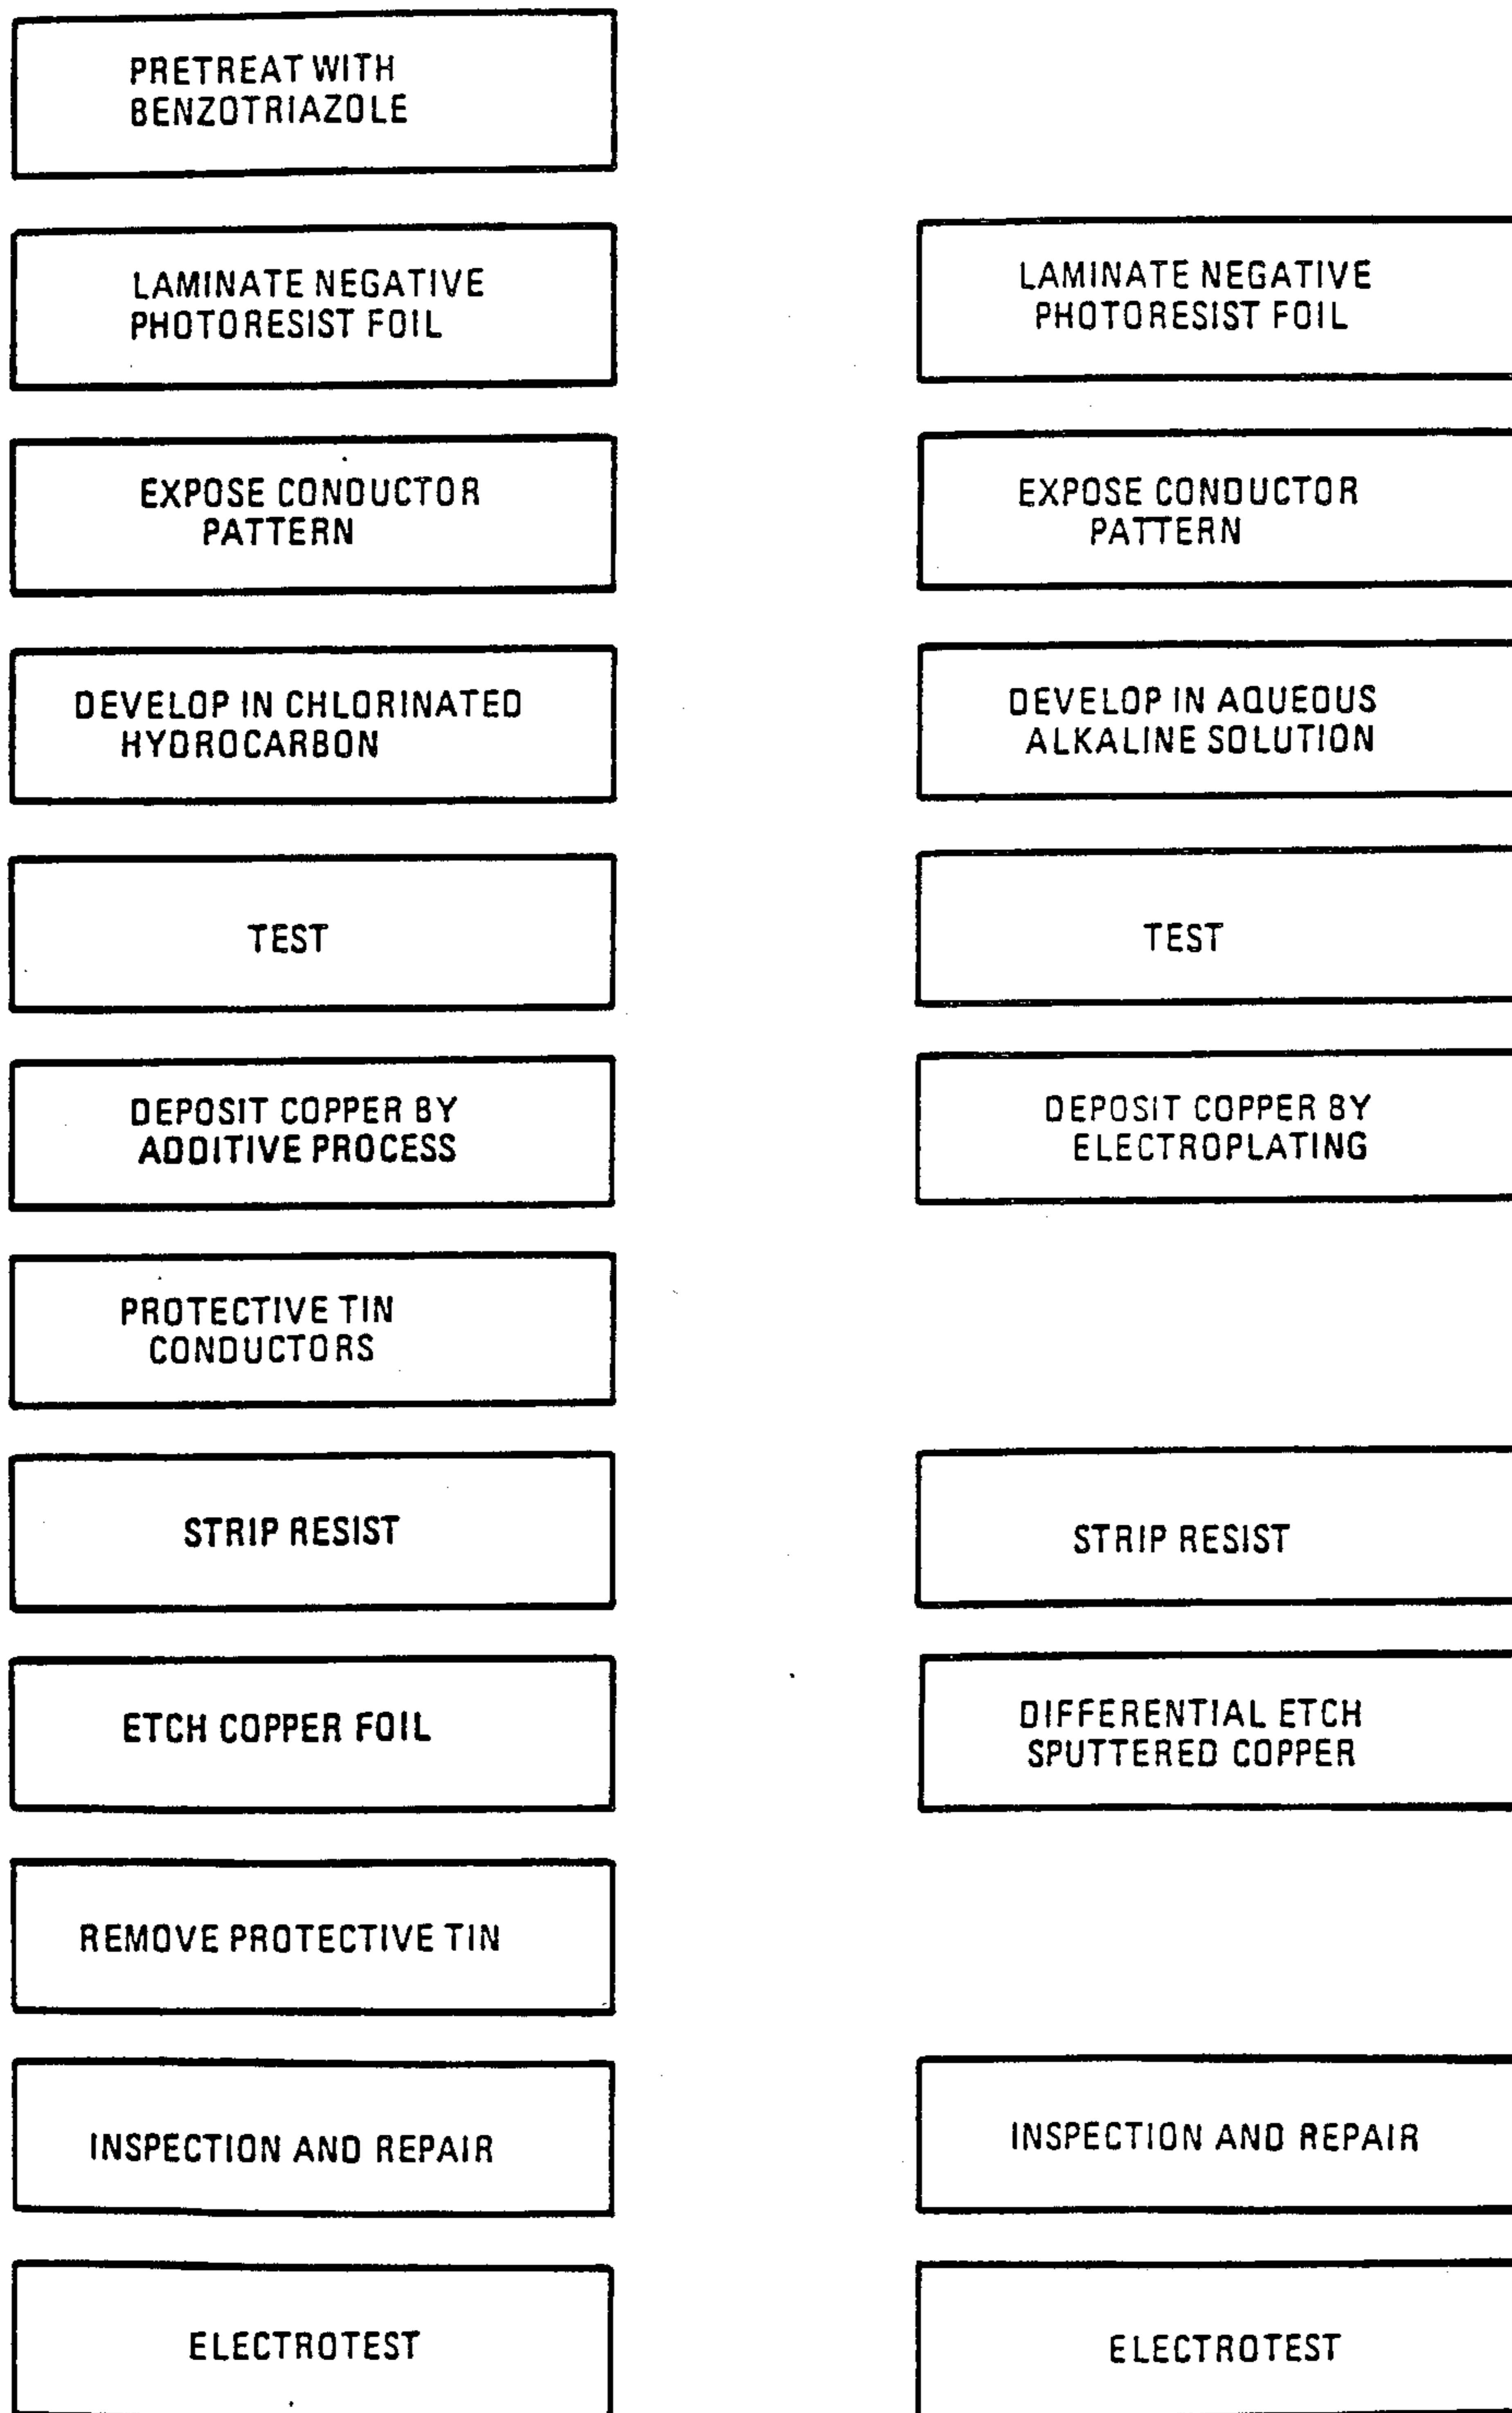 PRETREAT WITH
BENZOTRIAZOLE
LAMINATE NEGATIVE
PHOTORESIST FOIL
EXPOSE CONDUCTOR
PATTERN
DEVELOP IN CHLORINATED
HYDROCARBON
TEST
DEPOSIT COPPER BY
ADDITIVE PROCESS
PROTECTIVE TIN
CONDUCTORS
STRIP RESIST
ETCH COPPER FOIL
REMOVE PROTECTIVE TIN
INSPECTION AND REPAIR
ELECTROTEST
LAMINATE NEGATIVE
PHOTORESIST FOIL
EXPOSE CONDUCTOR
PATTERN
DEVELOP IN AQUEOUS
ALKALINE SOLUTION
TEST
DEPOSIT COPPER BY
ELECTROPLATING
STRIP RESIST
DIFFERENTIAL ETCH
SPUTTERED COPPER
INSPECTION AND REPAIR
ELECTROTEST